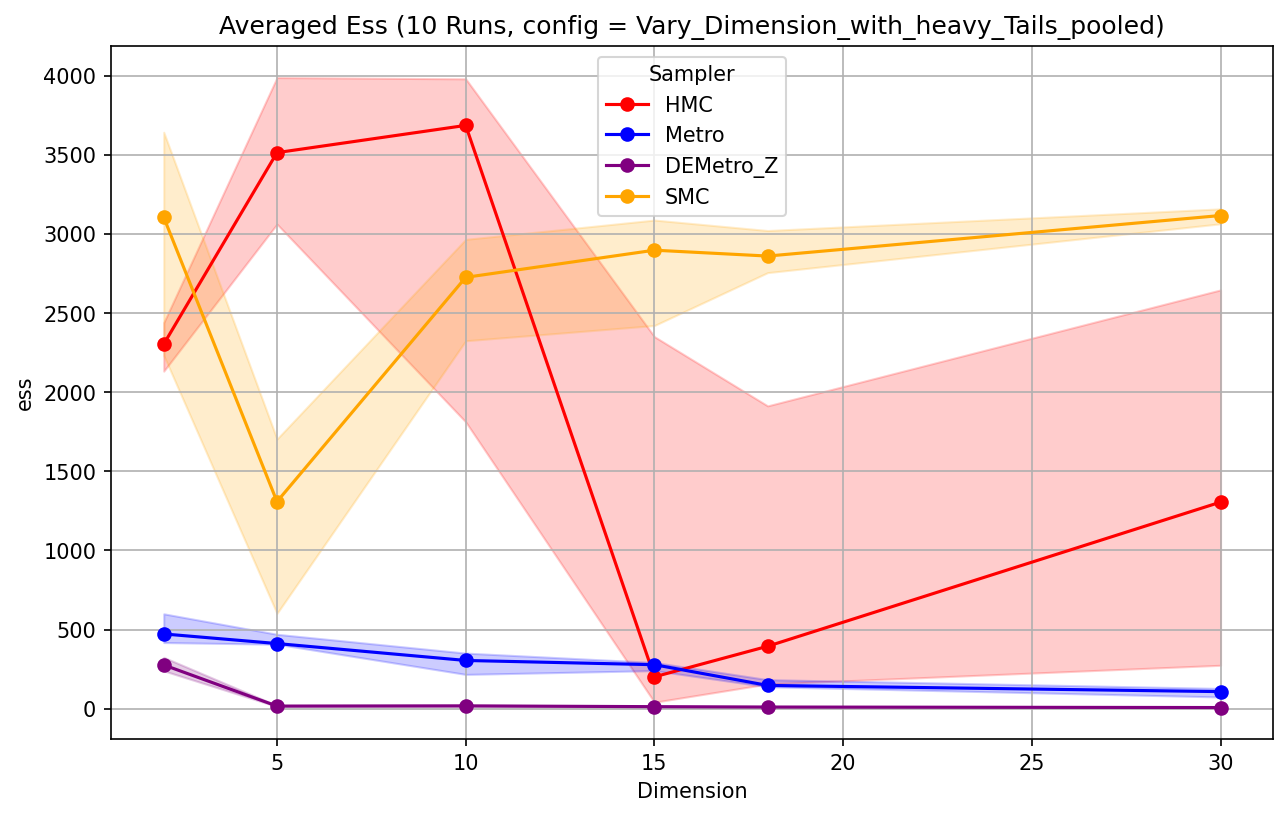 Averaged Ess (10 Runs, config = Vary_Dimension_with_heavy_Tails_pooled)
Sampler
HMC
Metro
DEMetro_Z
SMC
ess
4000
3500
3000
2500
2000
1500
1000
500
0
5
10
15
20
25
30
Dimension